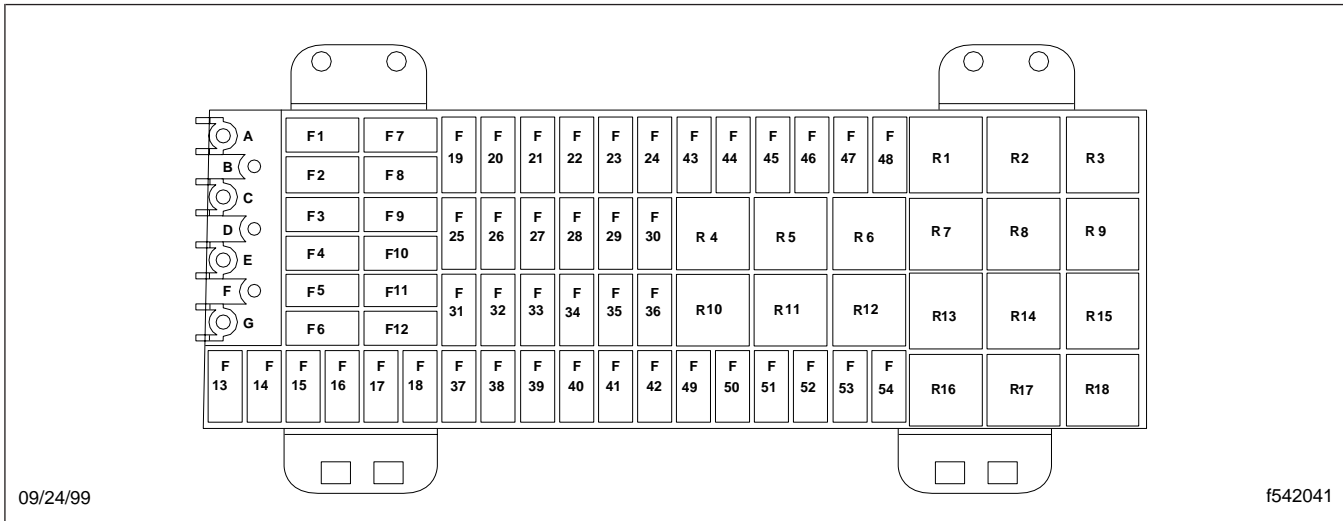 A F1 F7 F 19 F 20 F 21 F 22 F 23 F 24 F 43 F 44 F 45 F 46 F 47 F 48 R1 R2 R3
B F2 F8
C F3 F9 F 25 F 26 F 27 F 28 F 29 F 30 R 4 R5 R 6 R7 R8 R 9
D
E F4 F10
F F5 F11 F 31 F 32 F 33 F 34 F 35 F 36 R10 R11 R12 R13 R14 R15
G F6 F12
F 13 F 14 F 15 F 16 F 17 F 18 F 37 F 38 F 39 F 40 F 41 F 42 F 49 F 50 F 51 F 52 F 53 F 54 R16 R17 R18
09/24/99 f542041